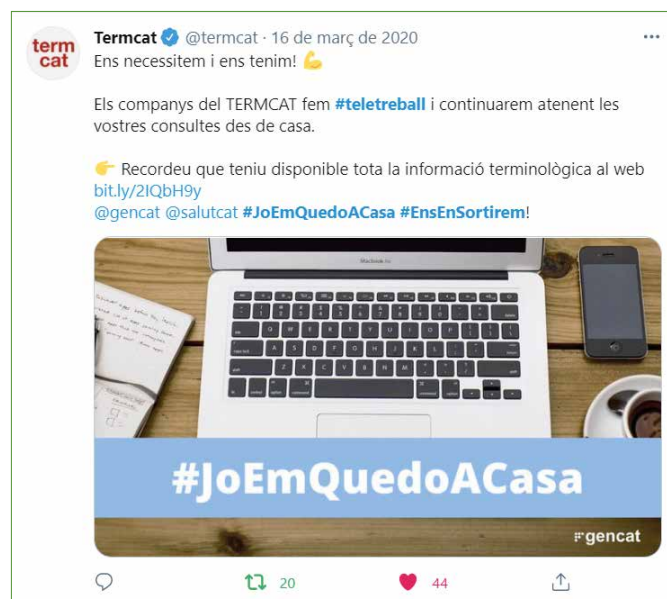 term
cat
Termcat @termcat · 16 de març de 2020
Ens necessitem i ens tenim! 💪
Els companys del TERMCAT fem #teletreball i continuarem atenent les
vostres consultes des de casa.
👉 Recordeu que teniu disponible tota la informació terminològica al web
bit.ly/2IQbH9y
@gencat @salutcat #JoEmQuedoACasa #EnsEnSortirem!
#JoEmQuedoACasa
gencat
20
44